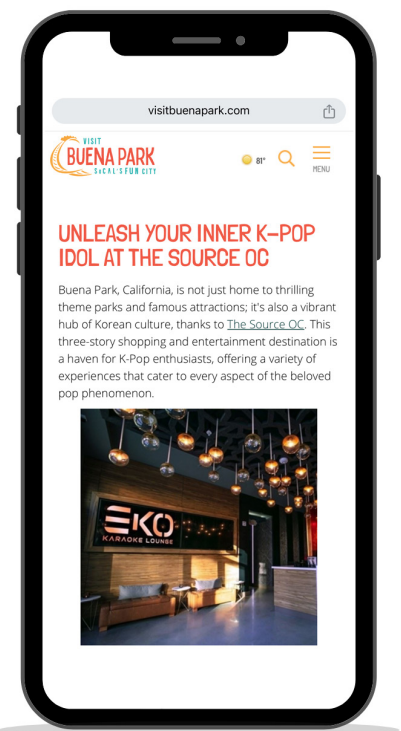 visitbuenapark.com
VISIT
BUENA PARK
SoCAL'S FUN CITY
81°
MENU
UNLEASH YOUR INNER K-POP
IDOL AT THE SOURCE OC
Buena Park, California, is not just home to thrilling
theme parks and famous attractions; it's also a vibrant
hub of Korean culture, thanks to The Source OC. This
three-story shopping and entertainment destination is
a haven for K-Pop enthusiasts, offering a variety of
experiences that cater to every aspect of the beloved
pop phenomenon.
EKO
KARAOKE LOUNGE